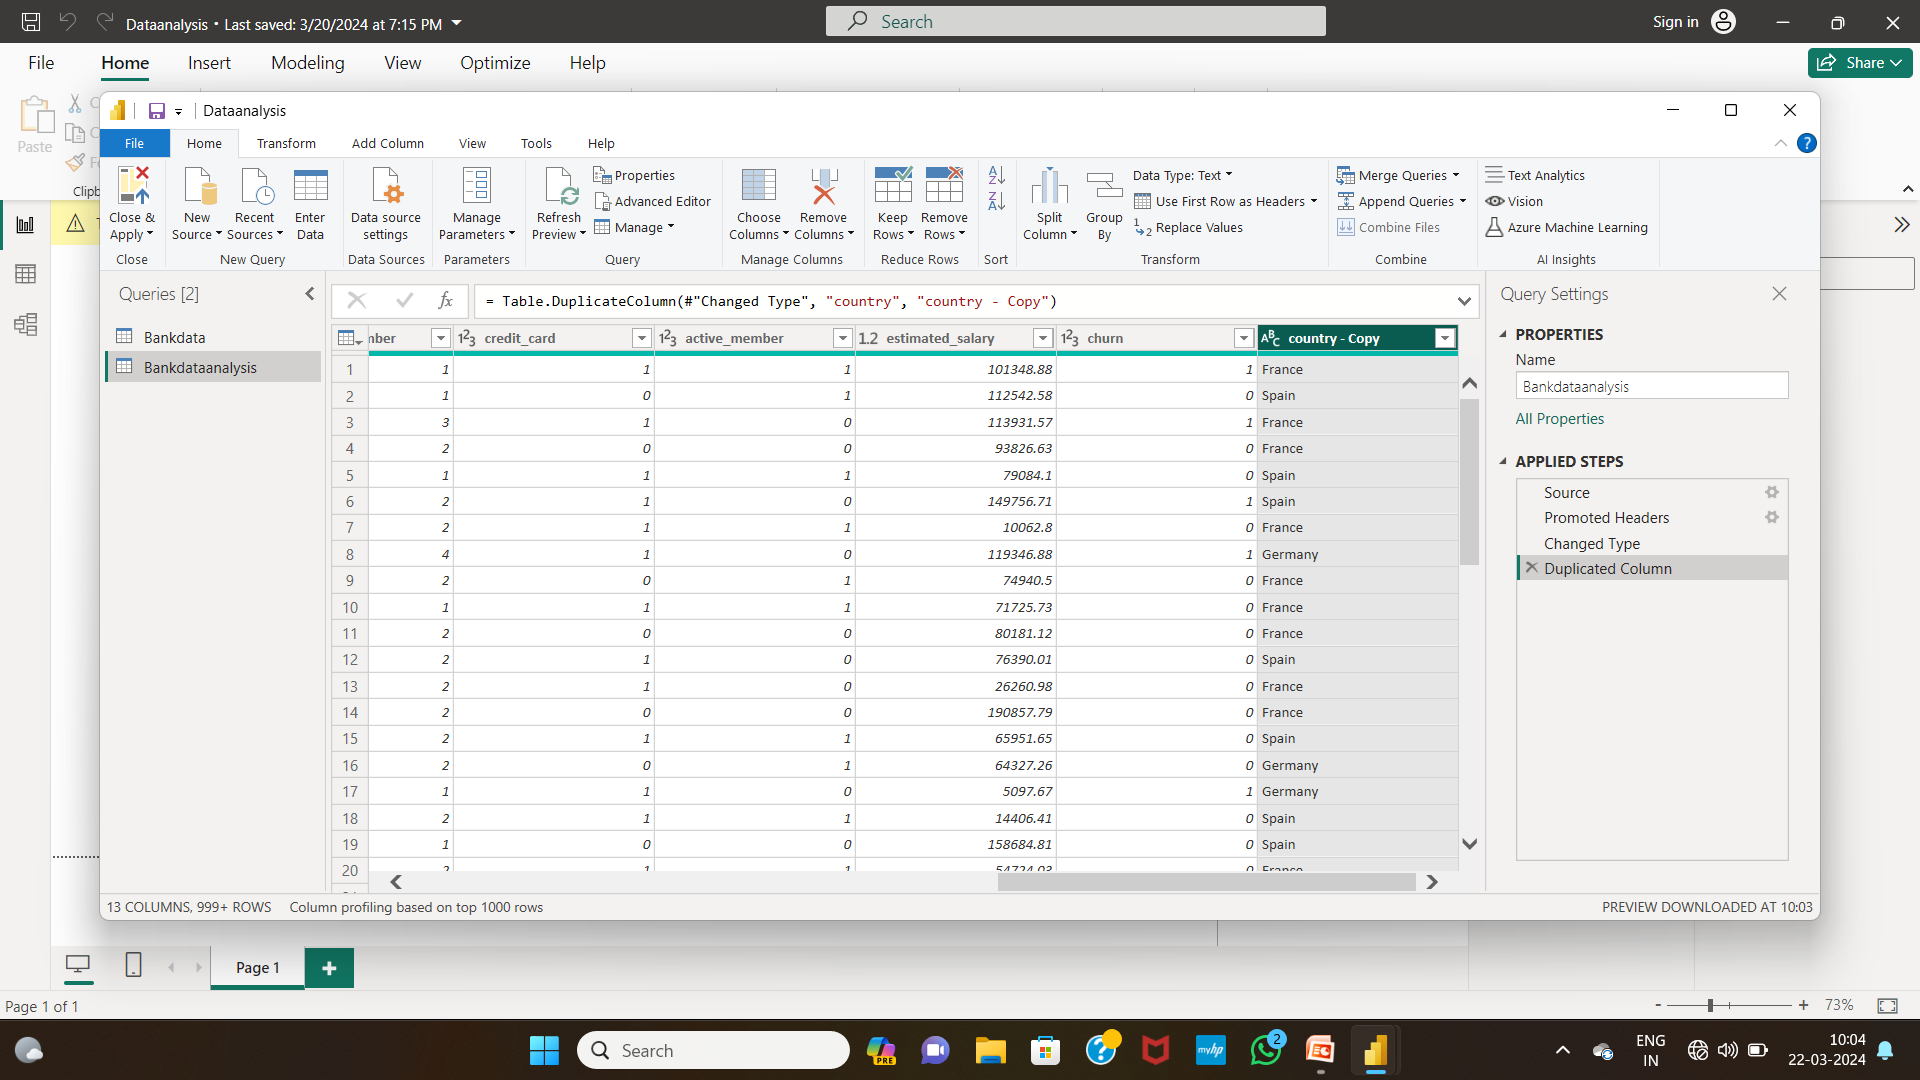 Dataanalysis • Last saved: 3/20/2024 at 7:15 PM
Search
Sign in
File Home Insert Modeling View Optimize Help
Share
Paste
Dataanalysis
File Home Transform Add Column View Tools Help
Close & Apply
New Source
Recent Sources
Enter Data
Data source settings
Manage Parameters
Refresh Preview
Properties
Advanced Editor
Manage
Choose Columns
Remove Columns
Keep Rows
Remove Rows
Split Column
Group By
Data Type: Text
Use First Row as Headers
Replace Values
Merge Queries
Append Queries
Combine Files
Text Analytics
Vision
Azure Machine Learning
Close New Query Data Sources Parameters Query Manage Columns Reduce Rows Sort Transform Combine AI Insights
Queries [2]
Bankdata
Bankdataanalysis
fx = Table.DuplicateColumn(#"Changed Type", "country", "country - Copy")
credit_card active_member 1.2 estimated_salary churn country - Copy
1 1 1 1 101348.88 1 France
2 1 0 1 112542.58 0 Spain
3 3 1 0 113931.57 1 France
4 2 0 0 93826.63 0 France
5 1 1 1 79084.1 0 Spain
6 2 1 0 149756.71 1 Spain
7 2 1 1 10062.8 0 France
8 4 1 0 119346.88 1 Germany
9 2 0 1 74940.5 0 France
10 1 1 1 71725.73 0 France
11 2 0 0 80181.12 0 France
12 2 1 0 76390.01 0 Spain
13 2 1 0 26260.98 0 France
14 2 0 0 190857.79 0 France
15 2 1 1 65951.65 0 Spain
16 2 0 1 64327.26 0 Germany
17 1 1 0 5097.67 1 Germany
18 2 1 1 14406.41 0 Spain
19 1 0 0 158684.81 0 Spain
20 2 1 1 54724.03 0 France
Query Settings
PROPERTIES
Name
Bankdataanalysis
All Properties
APPLIED STEPS
Source
Promoted Headers
Changed Type
Duplicated Column
13 COLUMNS, 999+ ROWS Column profiling based on top 1000 rows
PREVIEW DOWNLOADED AT 10:03
Page 1
Page 1 of 1
- + 73%
Search
PRE
myhp
2
ENG
IN
10:04
22-03-2024